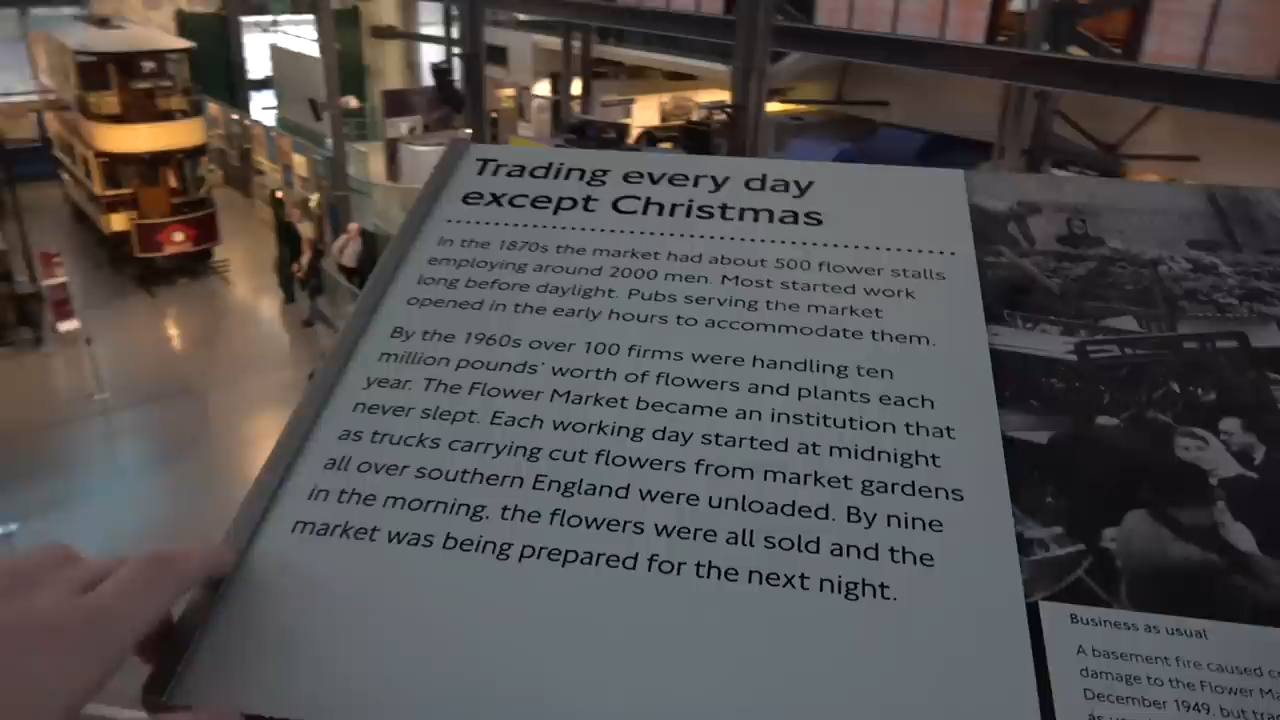 Trading every day
except Christmas
In the 1870s the market had about 500 flower stalls
employing around 2000 men. Most started work
long before daylight. Pubs serving the market
opened in the early hours to accommodate them.
By the 1960s over 100 firms were handling ten
million pounds' worth of flowers and plants each
year. The Flower Market became an institution that
never slept. Each working day started at midnight
as trucks carrying cut flowers from market gardens
all over southern England were unloaded. By nine
in the morning, the flowers were all sold and the
market was being prepared for the next night.
Business as usual
A basement fire caused
damage to the Flower
December 1949, but